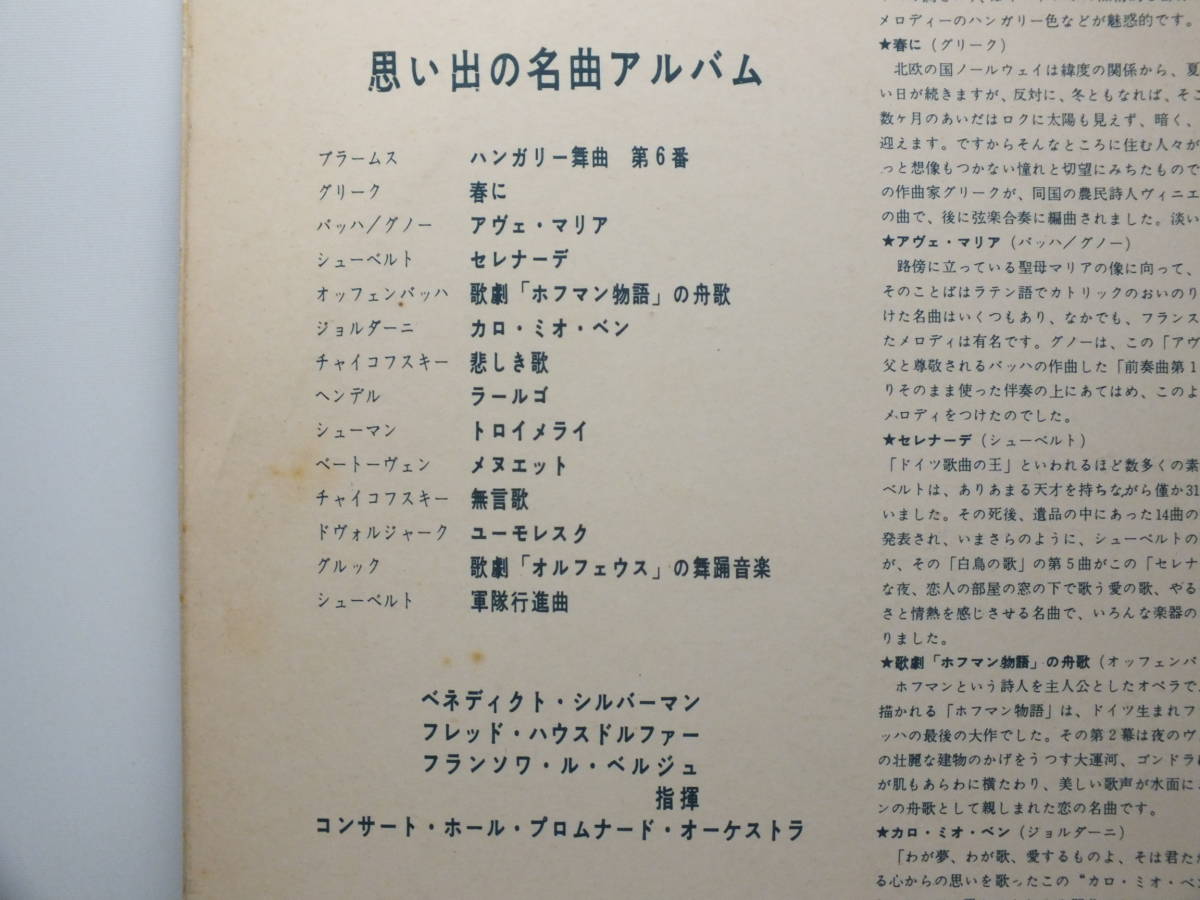 思い出の名曲アルバム
ブラームス ハンガリー舞曲 第6番
グリーク 春に
バッハ／グノー アヴェ・マリア
シューベルト セレナーデ
オッフェンバッハ 歌劇「ホフマン物語」の舟歌
ジョルダーニ カロ・ミオ・ベン
チャイコフスキー 悲しき歌
ヘンデル ラールゴ
シューマン トロイメライ
ベートーヴェン メヌエット
チャイコフスキー 無言歌
ドヴォルジャーク ユーモレスク
グルック 歌劇「オルフェウス」の舞踊音楽
シューベルト 軍隊行進曲
ベネディクト・シルバーマン
フレッド・ハウスドルファー
フランソワ・ル・ベルジュ
指揮
コンサート・ホール・プロムナード・オーケストラ
メロディーのハンガリー色などが魅惑的です。
★春に（グリーク）
北欧の国ノールウェイは緯度の関係から、夏
い日が続きますが、反対に、冬ともなれば、そこ
数ヶ月のあいだはロクに太陽も見えず、暗く、
迎えます。ですからそんなところに住む人々が
っと想像もつかない憧れと切望にみちたもので
の作曲家グリークが、同国の農民詩人ヴィニエ
の曲で、後に弦楽合奏に編曲されました。淡い
★アヴェ・マリア（バッハ／グノー）
路傍に立っている聖母マリアの像に向って、
そのことばはラテン語でカトリックのおいのり
けた名曲はいくつもあり、なかでも、フランス
たメロディは有名です。グノーは、この「アヴ
父と尊敬されるバッハの作曲した「前奏曲第1
りそのまま使った伴奏の上にあてはめ、このよ
メロディをつけたのでした。
★セレナーデ（シューベルト）
「ドイツ歌曲の王」といわれるほど数多くの素
ベルトは、ありあまる天才を持ちながら僅か31
いました。その死後、遺品の中にあった14曲の
発表され、いまさらのように、シューベルトの
が、その「白鳥の歌」の第5曲がこの「セレナ
な夜、恋人の部屋の窓の下で歌う愛の歌、やる
さと情熱を感じさせる名曲で、いろんな楽器の
りました。
★歌劇「ホフマン物語」の舟歌（オッフェンバ
ホフマンという詩人を主人公としたオペラで
描かれる「ホフマン物語」は、ドイツ生まれフ
ッハの最後の大作でした。その第2幕は夜のヴ
の壮麗な建物のかげをうつす大運河、ゴンドラ
が肌もあらわに横たわり、美しい歌声が水面に
ンの舟歌として親しまれた恋の名曲です。
★カロ・ミオ・ベン（ジョルダーニ）
「わが夢、わが歌、愛するものよ、そは君た
る心からの思いを歌ったこの“カロ・ミオ・ベ